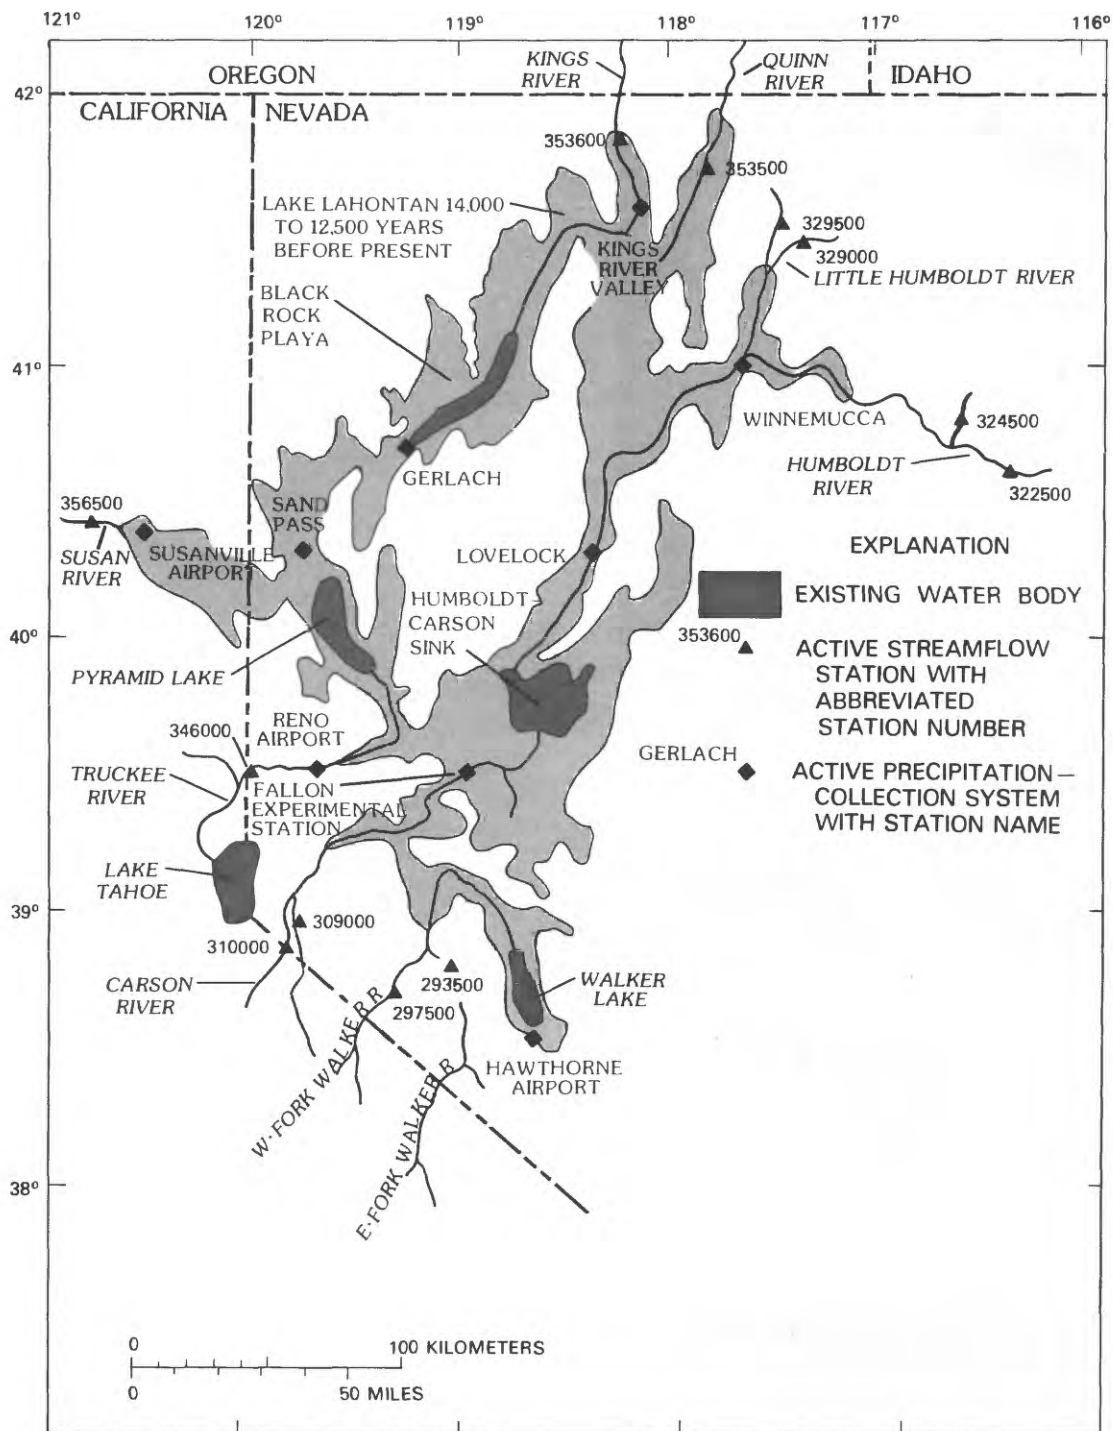 121°
120°
119°
118°
117°
116°
KINGS
RIVER
QUINN
RIVER
OREGON
IDAHO
42°
CALIFORNIA
NEVADA
353600
353500
LAKE LAHONTAN 14,000
TO 12,500 YEARS
BEFORE PRESENT
329500
329000
KINGS
RIVER
VALLEY
LITTLE HUMBOLDT RIVER
BLACK
ROCK
PLAYA
41°
WINNEMUCCA
324500
HUMBOLDT
RIVER
322500
GERLACH
356500
SAND
PASS
SUSAN
RIVER
SUSANVILLE
AIRPORT
LOVELOCK
EXPLANATION
EXISTING WATER BODY
HUMBOLDT-
CARSON
SINK
40°
353600
ACTIVE STREAMFLOW
STATION WITH
ABBREVIATED
STATION NUMBER
PYRAMID LAKE
RENO
AIRPORT
346000
GERLACH
TRUCKEE
RIVER
FALLON
EXPERIMENTAL
STATION
ACTIVE PRECIPITATION—
COLLECTION SYSTEM
WITH STATION NAME
LAKE
TAHOE
39°
309000
310000
CARSON
RIVER
293500
297500
WALKER
LAKE
W·FORK WALKER R
HAWTHORNE
AIRPORT
E·FORK WALKER R
38°
0
100 KILOMETERS
0
50 MILES